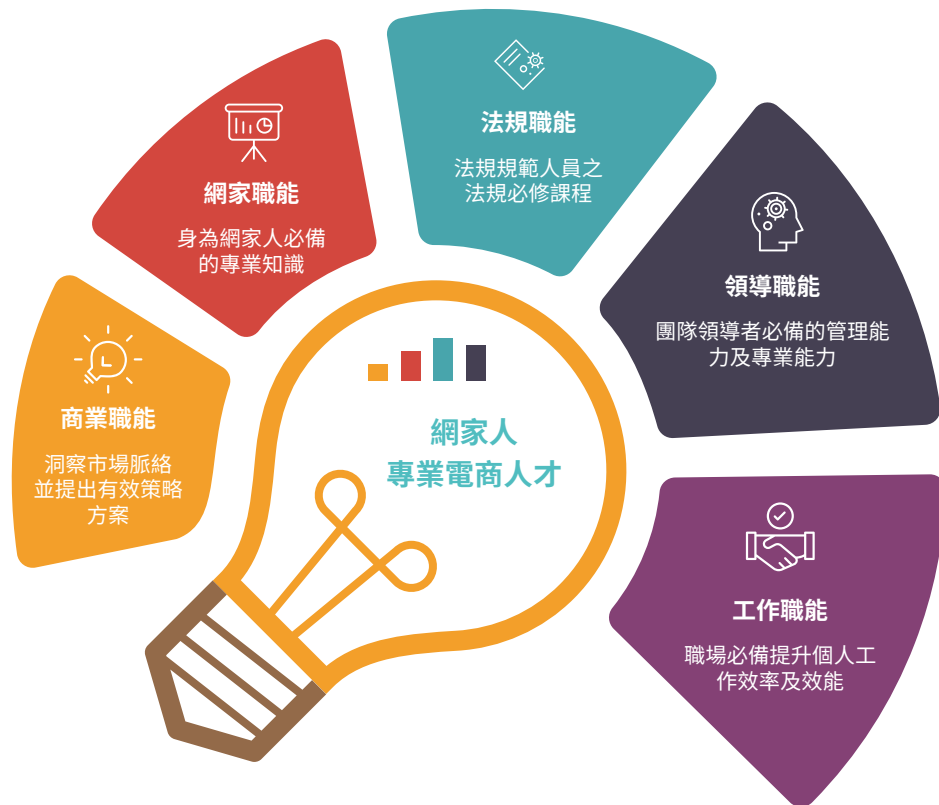 法規職能
法規規範人員之
法規必修課程
網家職能
身為網家人必備
的專業知識
領導職能
團隊領導者必備的管理能
力及專業能力
商業職能
洞察市場脈絡
並提出有效策略
方案
網家人
專業電商人才
工作職能
職場必備提升個人工
作效率及效能